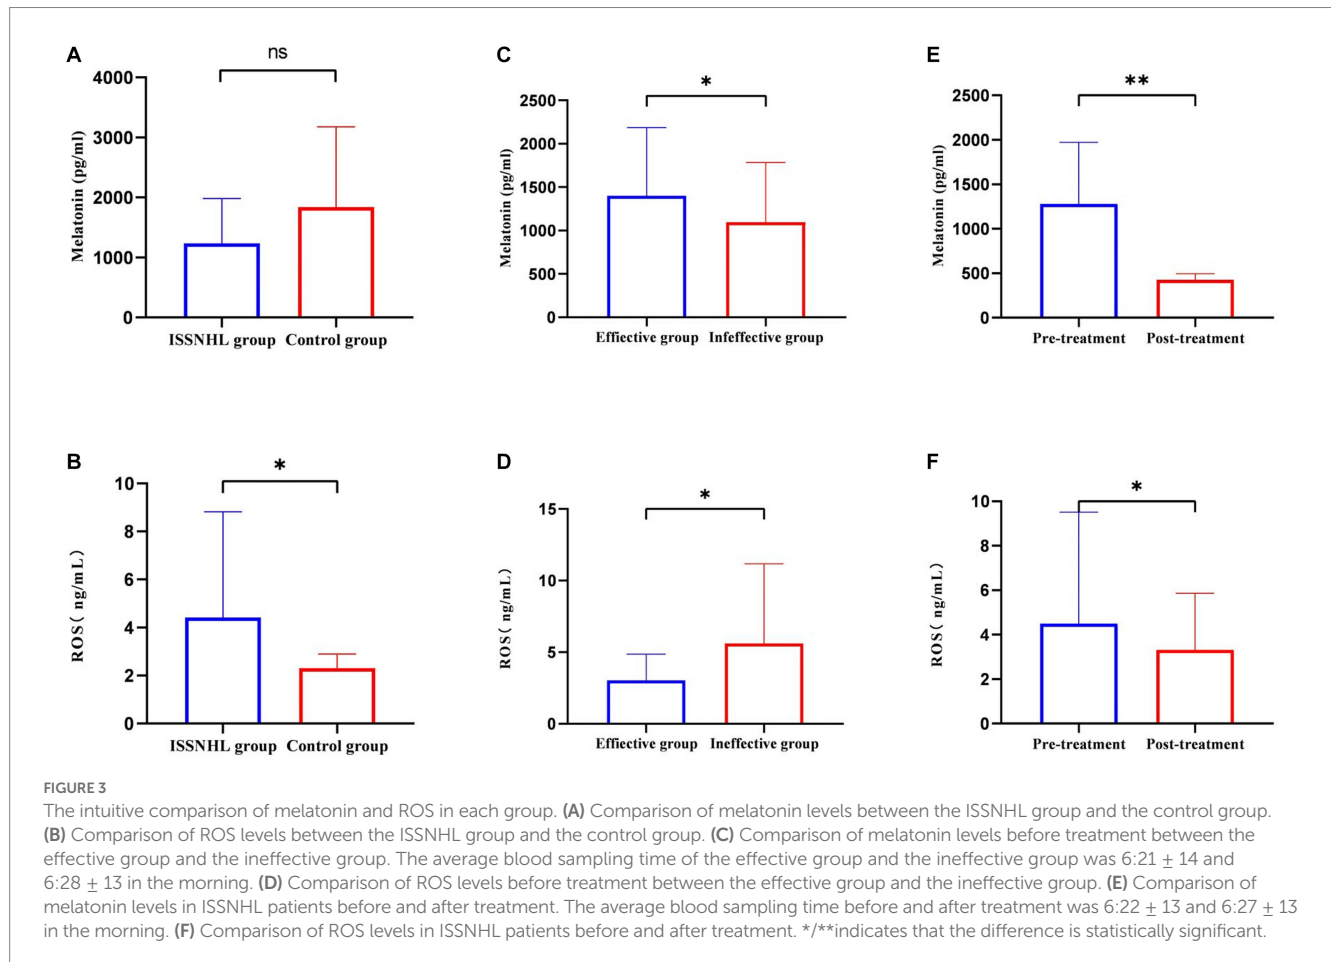 A
ns
4000
3000
2000
1000
0
Melatonin (pg/ml)
ISSNHL group Control group
C
*
2500
2000
1500
1000
500
0
Melatonin (pg/ml)
Effiective group Infeffective group
E
**
2500
2000
1500
1000
500
0
Melatonin (pg/ml)
Pre-treatment Post-treatment
B
*
10
8
6
4
2
0
ROS( ng/mL)
ISSNHL group Control group
D
*
15
10
5
0
ROS( ng/mL)
Effiective group Ineffective group
F
*
10
8
6
4
2
0
ROS( ng/mL)
Pre-treatment Post-treatment
FIGURE 3
The intuitive comparison of melatonin and ROS in each group. (A) Comparison of melatonin levels between the ISSNHL group and the control group.
(B) Comparison of ROS levels between the ISSNHL group and the control group. (C) Comparison of melatonin levels before treatment between the
effective group and the ineffective group. The average blood sampling time of the effective group and the ineffective group was 6:21 ± 14 and
6:28 ± 13 in the morning. (D) Comparison of ROS levels before treatment between the effective group and the ineffective group. (E) Comparison of
melatonin levels in ISSNHL patients before and after treatment. The average blood sampling time before and after treatment was 6:22 ± 13 and 6:27 ± 13
in the morning. (F) Comparison of ROS levels in ISSNHL patients before and after treatment. */**indicates that the difference is statistically significant.